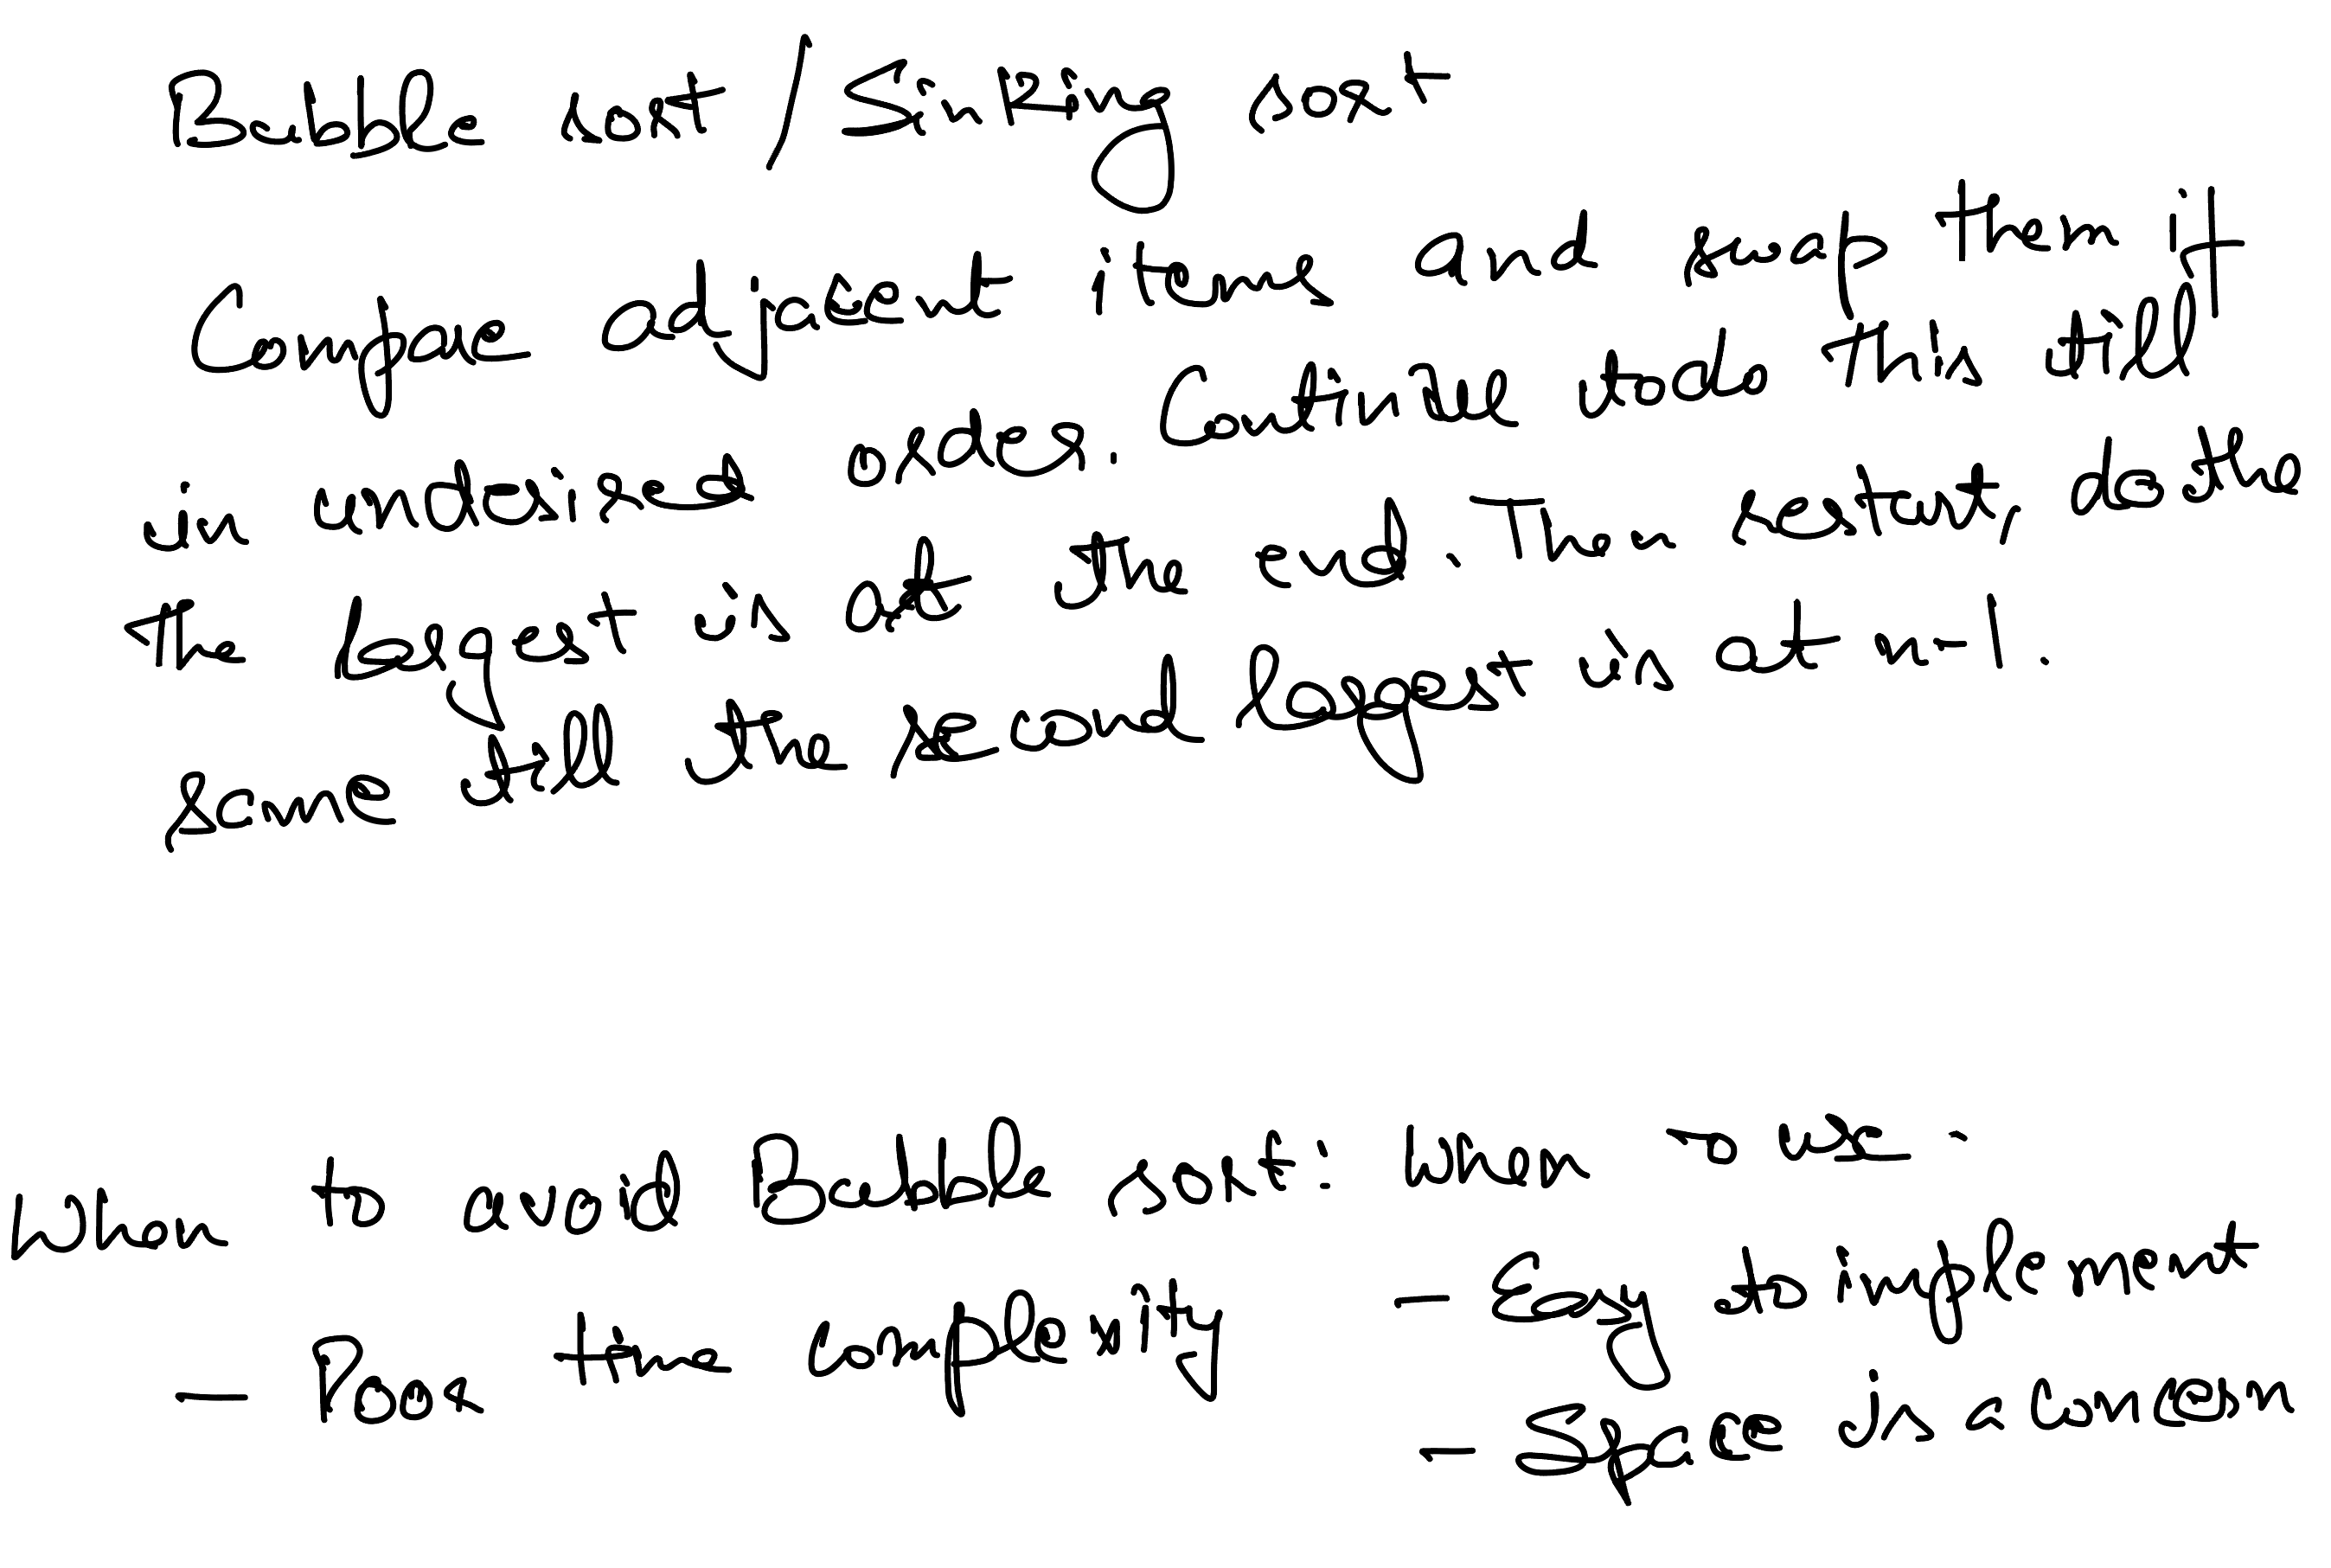 Bubble sort / Sinking sort
Compare adjacent items and swap them if
in undesired order. Continue to do this till
the largest is at the end. Then restart, do the
same till the second largest is at n-1.
When to avoid Bubble sort: When to use -
- Poor time complexity - Easy to implement
- Space is a concern